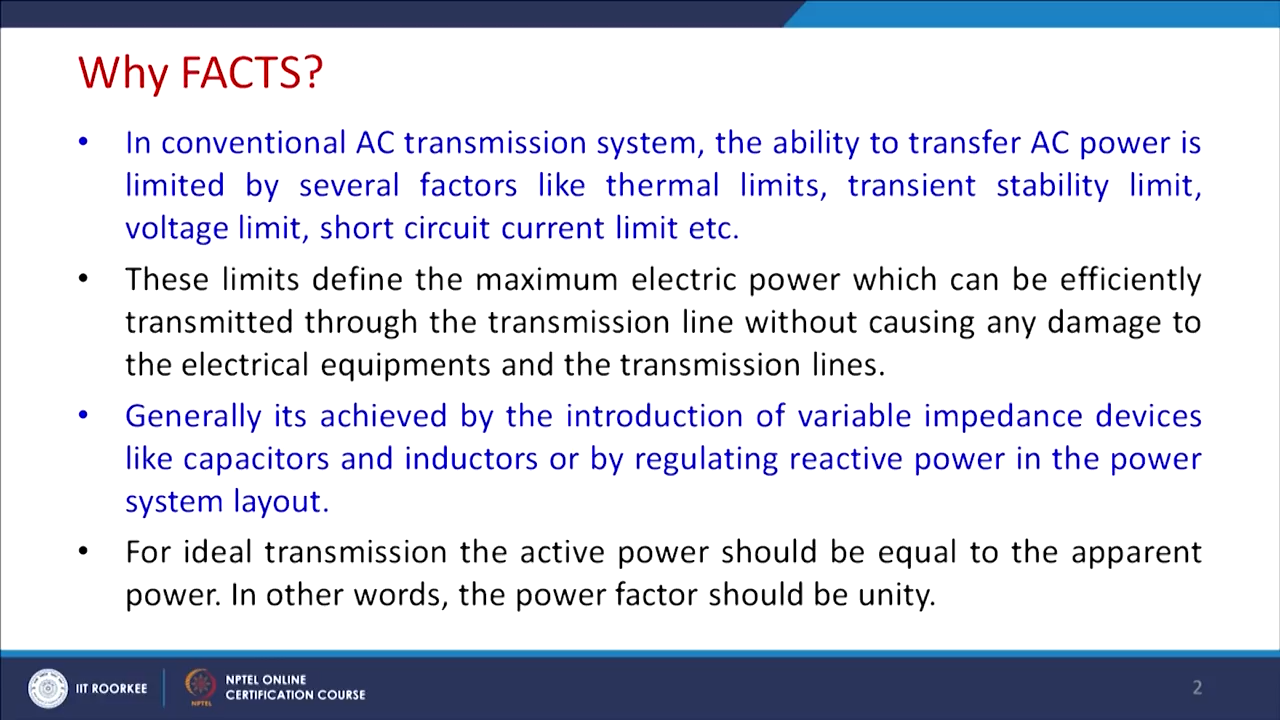 Why FACTS?
• In conventional AC transmission system, the ability to transfer AC power is
limited by several factors like thermal limits, transient stability limit,
voltage limit, short circuit current limit etc.
• These limits define the maximum electric power which can be efficiently
transmitted through the transmission line without causing any damage to
the electrical equipments and the transmission lines.
• Generally its achieved by the introduction of variable impedance devices
like capacitors and inductors or by regulating reactive power in the power
system layout.
• For ideal transmission the active power should be equal to the apparent
power. In other words, the power factor should be unity.
IIT ROORKEE
NPTEL
NPTEL ONLINE
CERTIFICATION COURSE
2